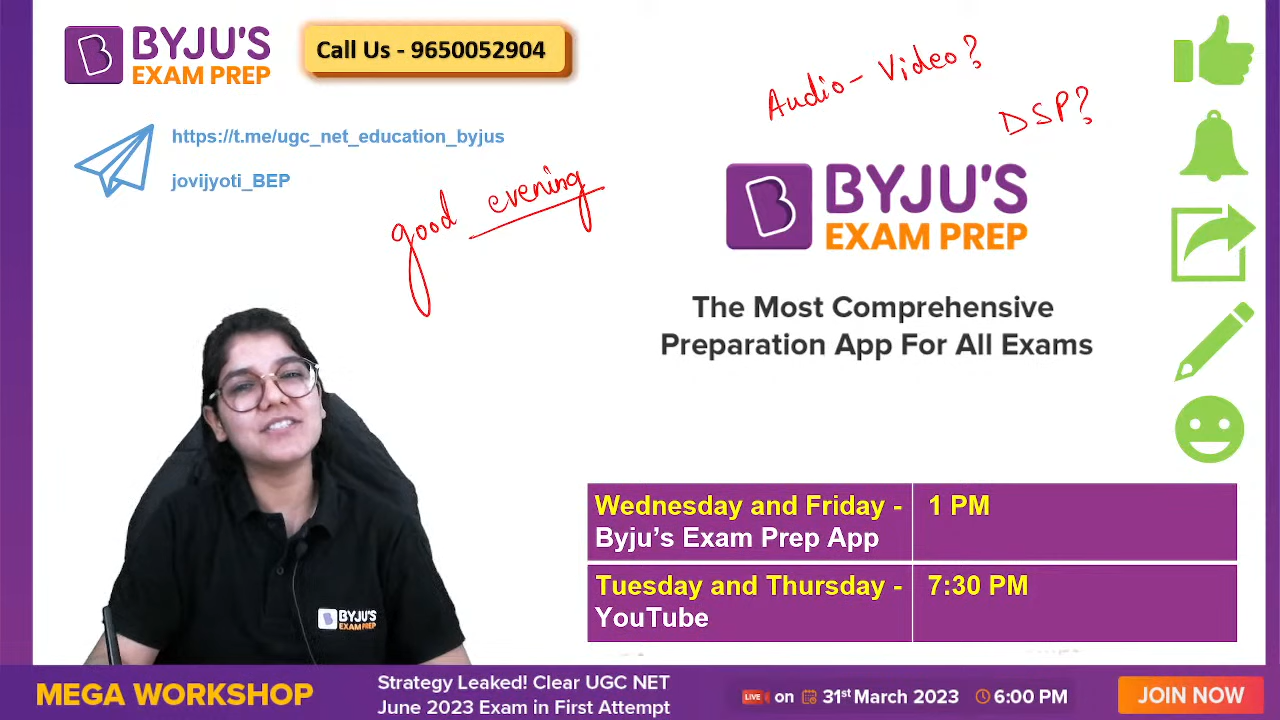 BYJU'S
EXAM PREP
Call Us - 9650052904
https://t.me/ugc_net_education_byjus
jovijyoti_BEP
good evening
Audio - Video?
DSP?
BYJU'S
EXAM PREP
The Most Comprehensive
Preparation App For All Exams
Wednesday and Friday - 1 PM
Byju's Exam Prep App
Tuesday and Thursday - 7:30 PM
YouTube
BYJU'S
EXAM PREP
MEGA WORKSHOP
Strategy Leaked! Clear UGC NET
June 2023 Exam in First Attempt
LIVE on 31st March 2023 6:00 PM
JOIN NOW